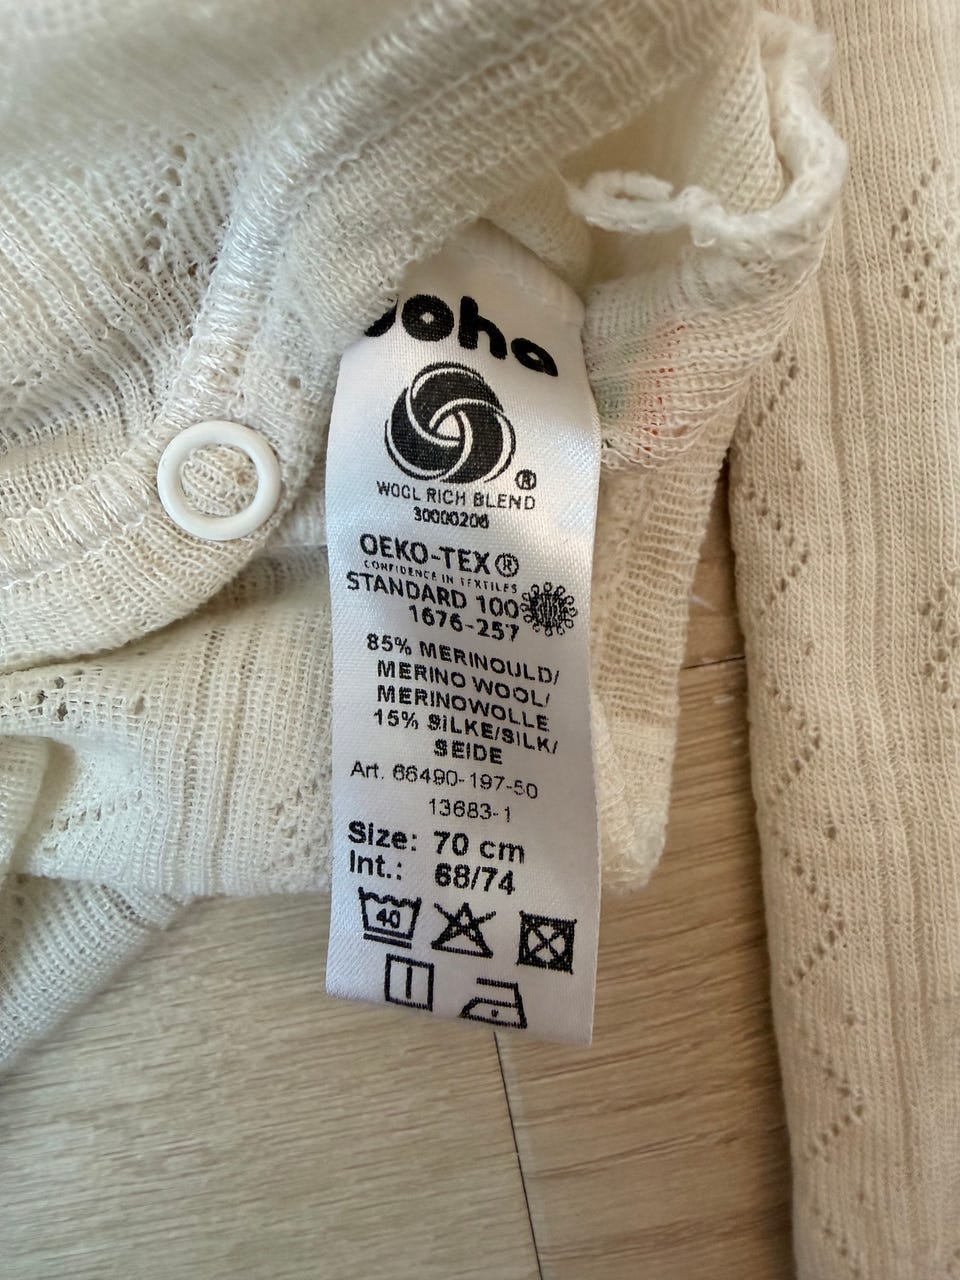 Joha
WOOL RICH BLEND
30000206
OEKO-TEX®
CONFIDENCE IN TEXTILES
STANDARD 100
1676-257
85% MERINOULD/
MERINO WOOL/
MERINOWOLLE
15% SILKE/SILK/
SEIDE
Art. 66490-197-50
13683-1
Size: 70 cm
Int.: 68/74
40